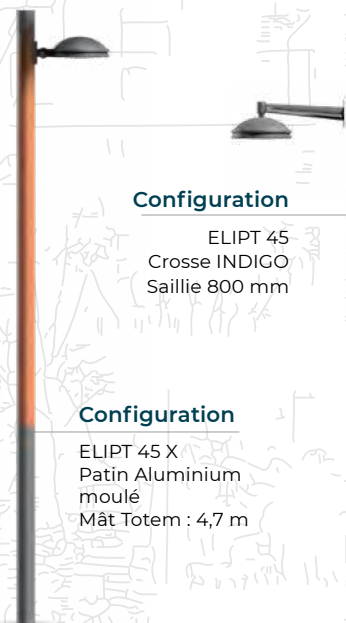 Configuration
ELIPT 45
Crosse INDIGO
Saillie 800 mm
Configuration
ELIPT 45 X
Patin Aluminium
moulé
Mât Totem : 4,7 m